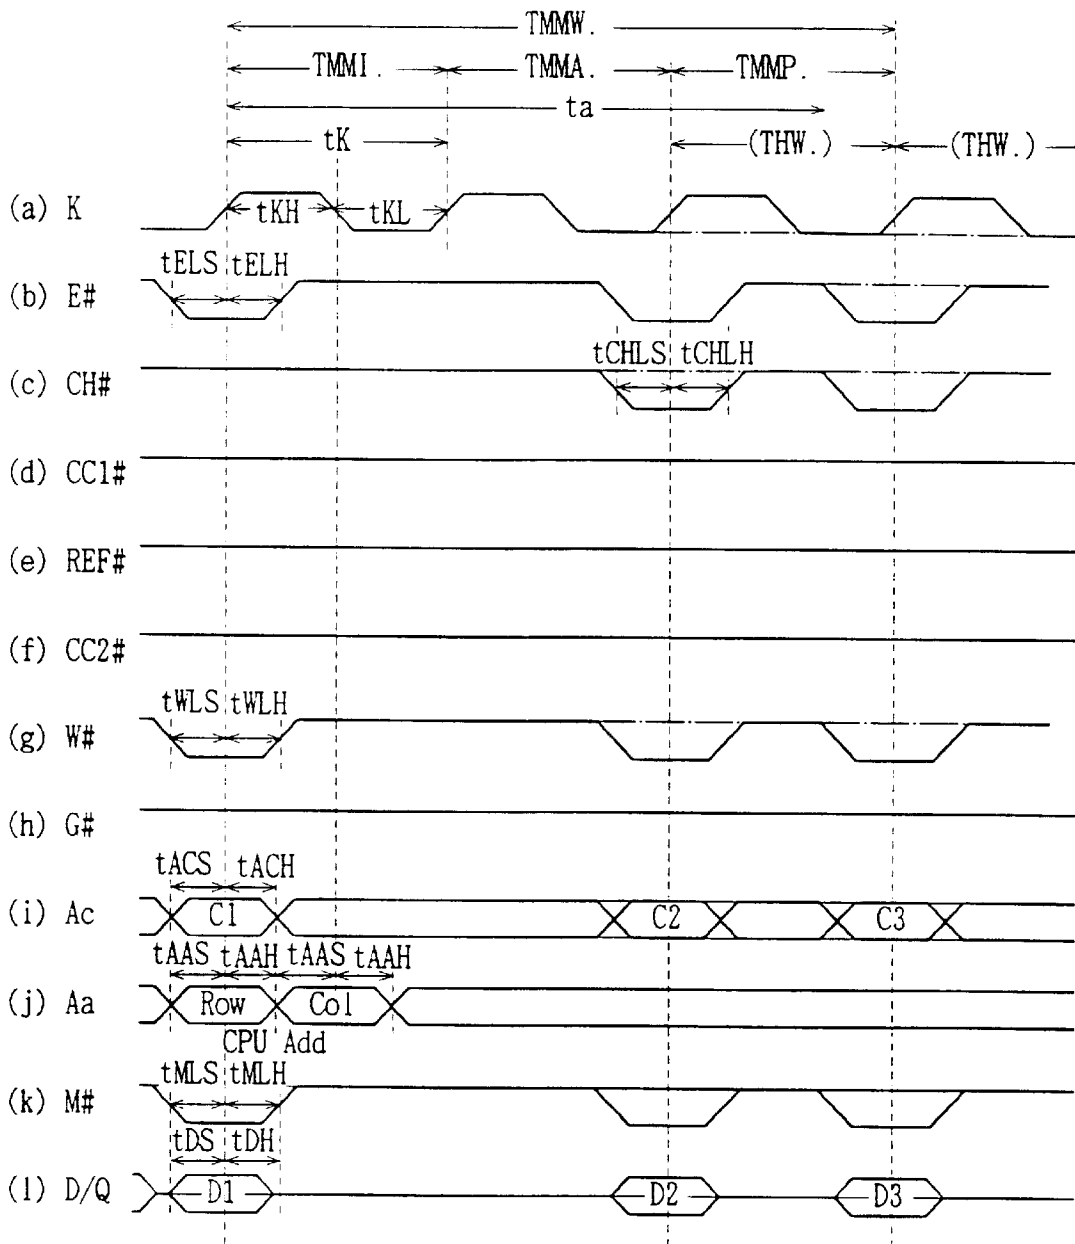 TMMW.
TMMI. TMMA. TMMP.
ta
tK (THW.) (THW.)
(a) K tKH tKL
tELS tELH
(b) E#
tCHLS tCHLH
(c) CH#
(d) CC1#
(e) REF#
(f) CC2#
tWLS tWLH
(g) W#
(h) G#
tACS tACH
(i) Ac C1 C2 C3
tAAS tAAH tAAS tAAH
(j) Aa Row Col
CPU Add
tMLS tMLH
(k) M#
tDS tDH
(l) D/Q D1 D2 D3